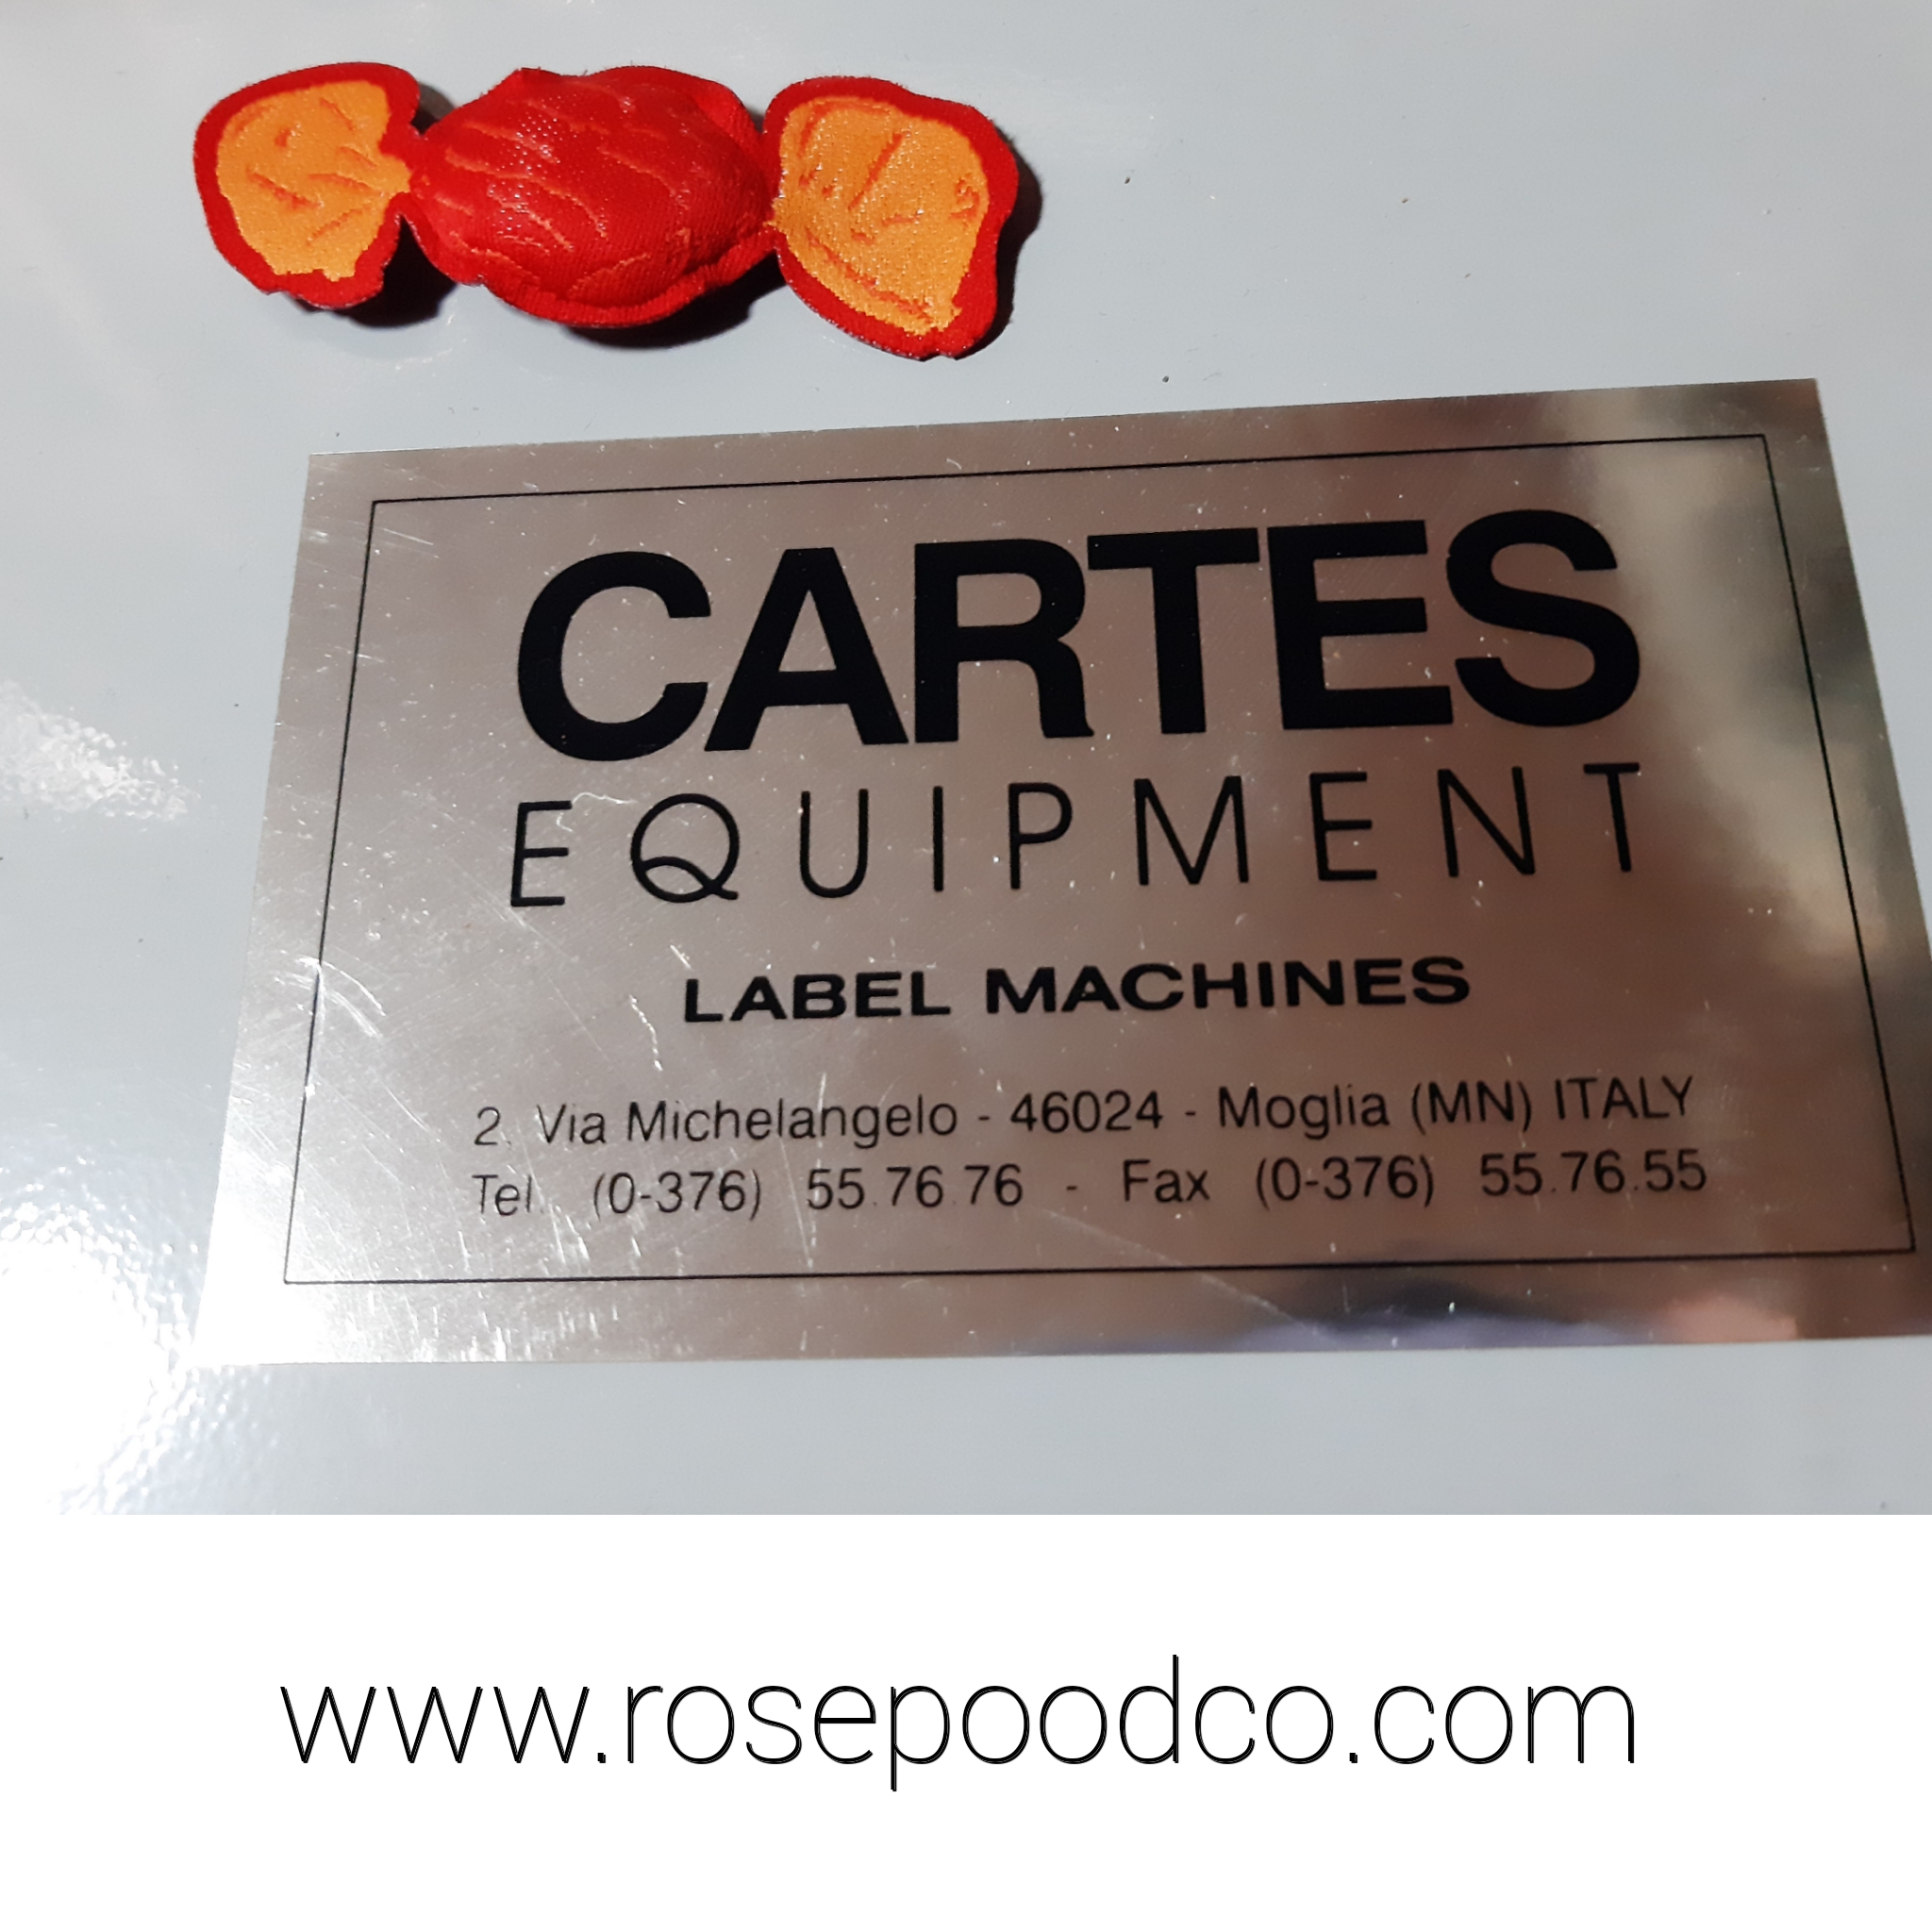 CARTES
EQUIPMENT
LABEL MACHINES
2. Via Michelangelo - 46024 - Moglia (MN) ITALY
Tel. (0-376) 55.76.76 - Fax (0-376) 55.76.55
www.rosepoodco.com